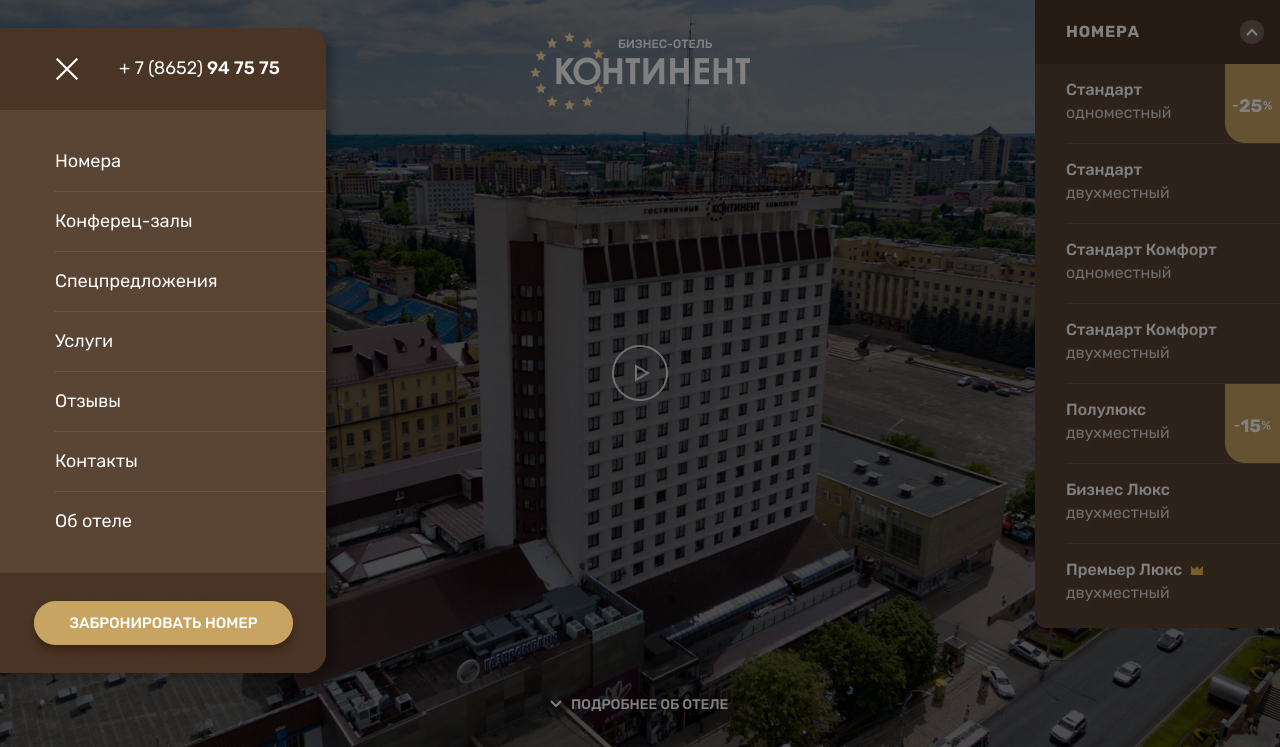 + 7 (8652) 94 75 75
Номера
Конферец-залы
Спецпредложения
Услуги
Отзывы
Контакты
Об отеле
ЗАБРОНИРОВАТЬ НОМЕР
БИЗНЕС-ОТЕЛЬ
КОНТИНЕНТ
ГОСТИНИЧНЫЙ КОНТИНЕНТ КОМПЛЕКС
ГАЗПРОМБАНК
ПОДРОБНЕЕ ОБ ОТЕЛЕ
НОМЕРА
Стандарт
одноместный
-25%
Стандарт
двухместный
Стандарт Комфорт
одноместный
Стандарт Комфорт
двухместный
Полулюкс
двухместный
-15%
Бизнес Люкс
двухместный
Премьер Люкс
двухместный